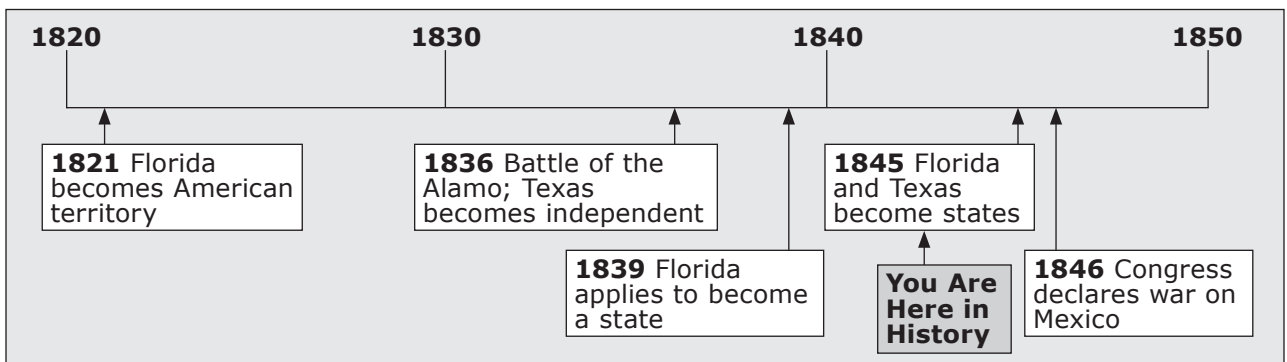 1820 1830 1840 1850
1821 Florida
becomes American
territory
1836 Battle of the
Alamo; Texas
becomes independent
1839 Florida
applies to become
a state
1845 Florida
and Texas
become states
You Are
Here in
History
1846 Congress
declares war on
Mexico